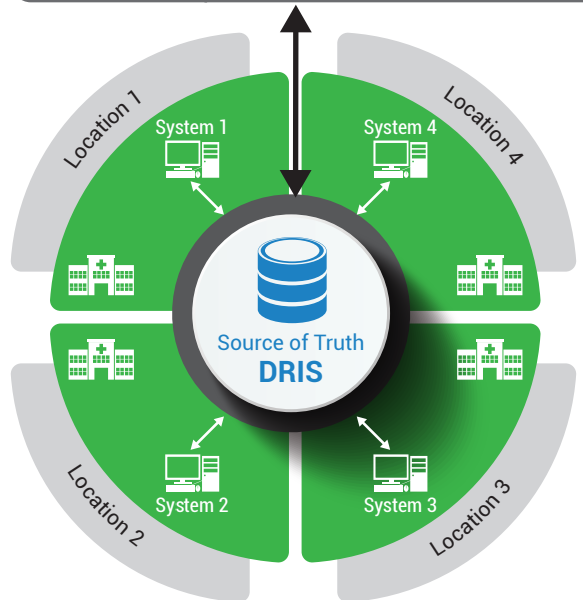 Location 1
System 1
System 4
Location 4
Source of Truth
DRIS
Location 2
System 2
System 3
Location 3